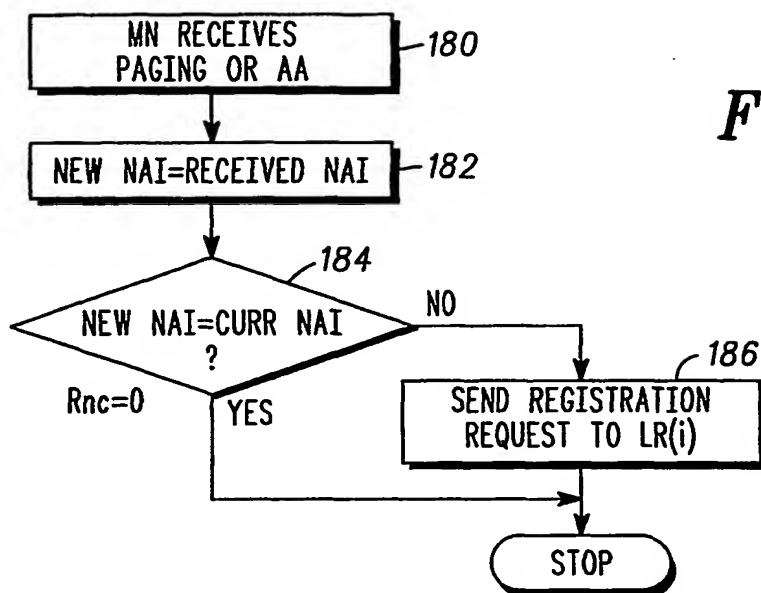 MN RECEIVES
PAGING OR AA
180
F
NEW NAI=RECEIVED NAI
182
184
NEW NAI=CURR NAI
?
NO
Rnc=0
YES
186
SEND REGISTRATION
REQUEST TO LR(i)
STOP